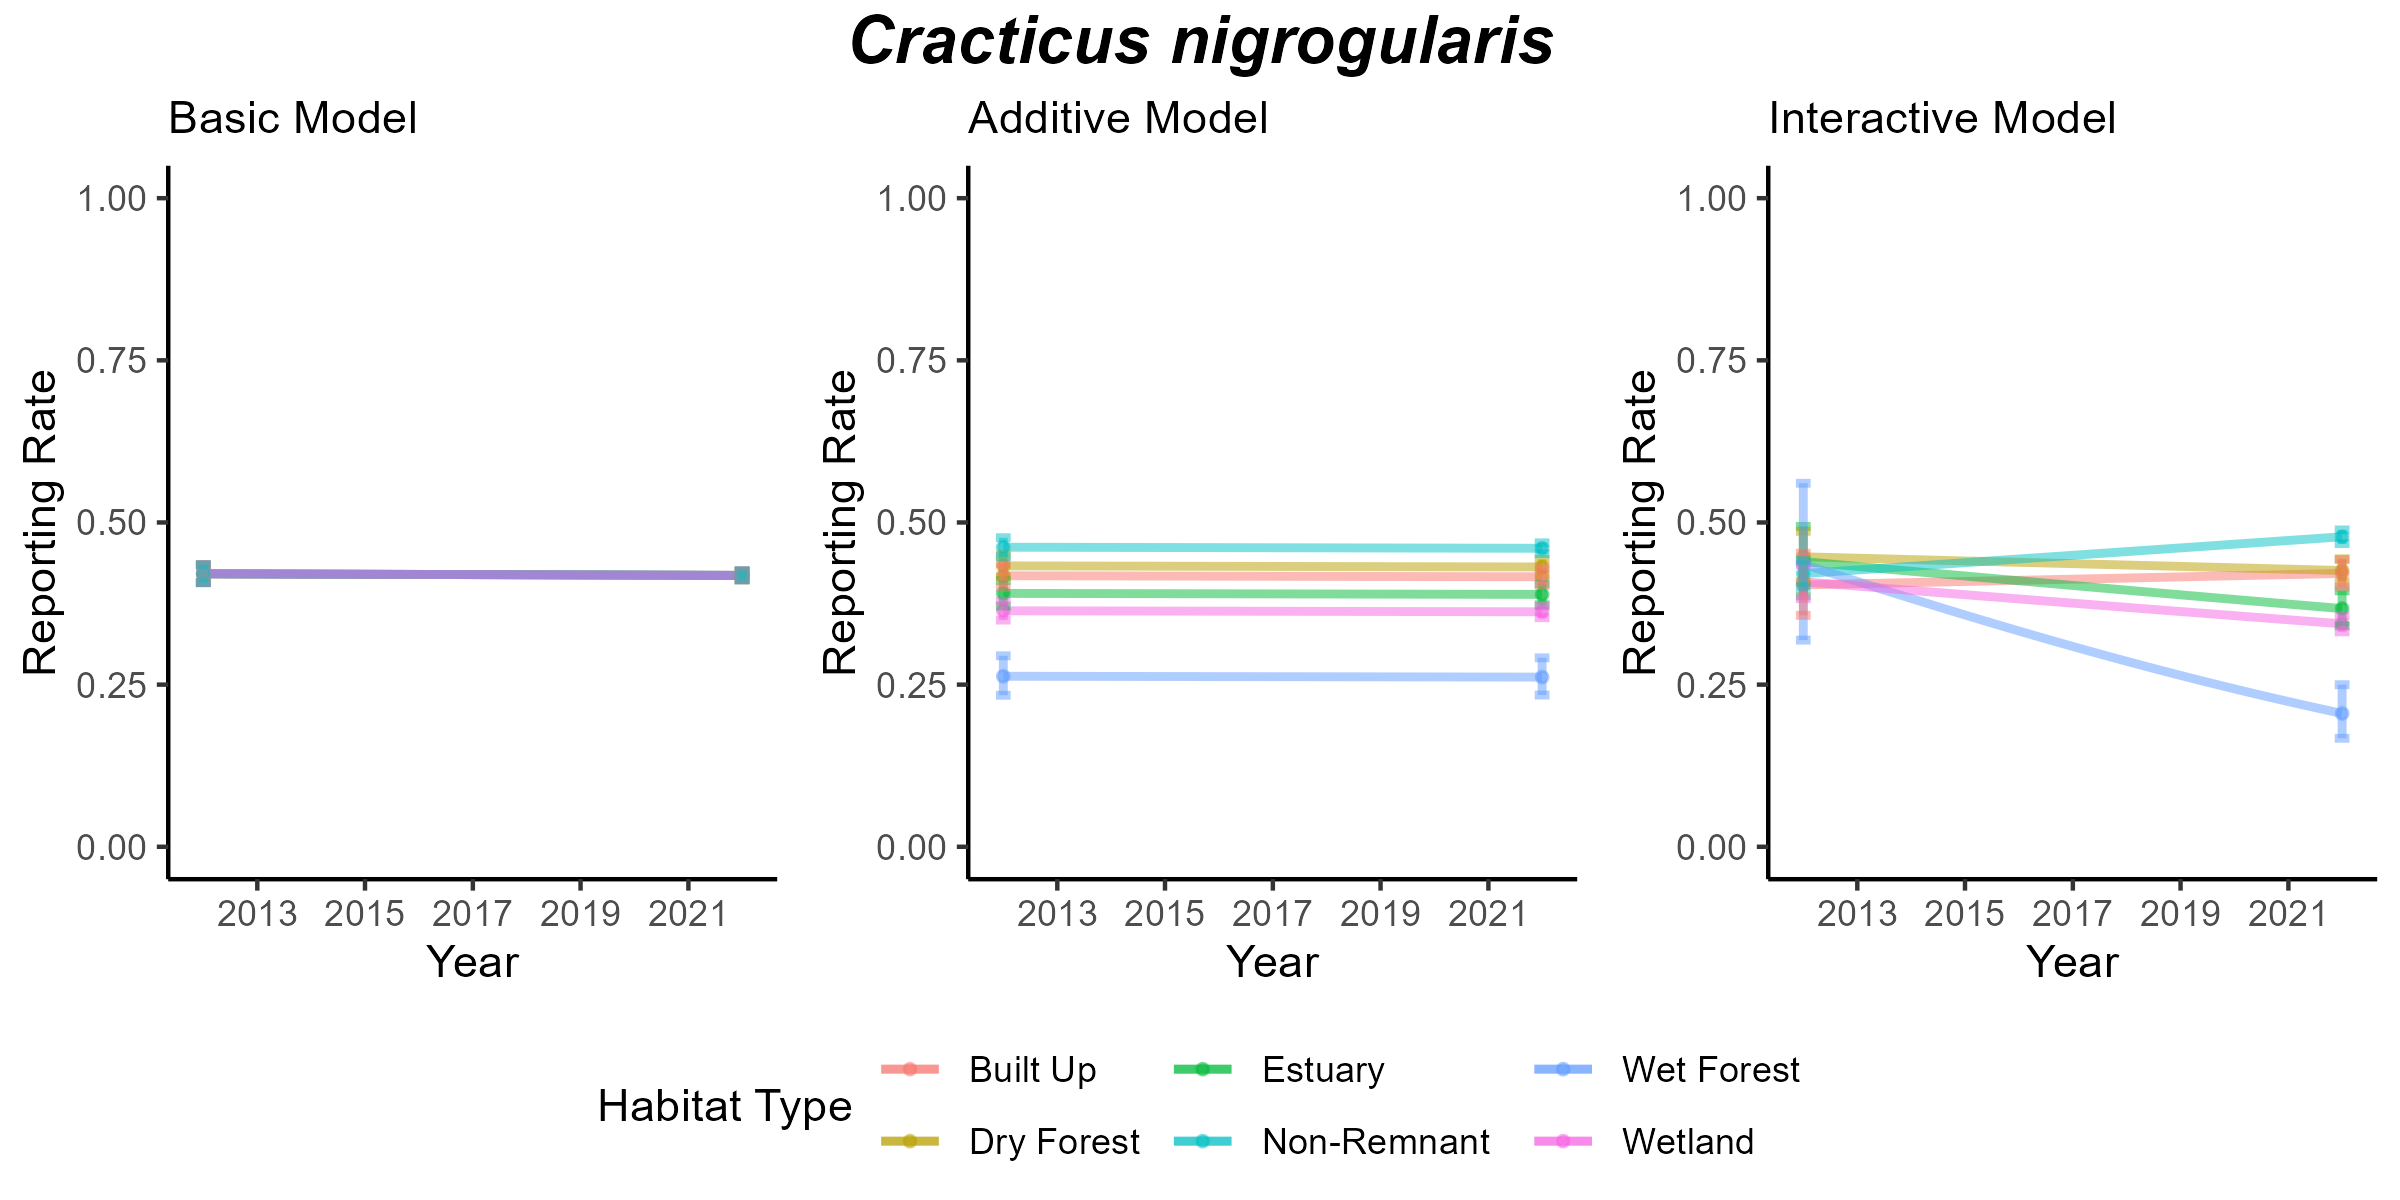 Cracticus nigrogularis
Basic Model
Reporting Rate
1.00
0.75
0.50
0.25
0.00
2013 2015 2017 2019 2021
Year
Additive Model
Reporting Rate
1.00
0.75
0.50
0.25
0.00
2013 2015 2017 2019 2021
Year
Interactive Model
Reporting Rate
1.00
0.75
0.50
0.25
0.00
2013 2015 2017 2019 2021
Year
Habitat Type
Built Up
Estuary
Wet Forest
Dry Forest
Non-Remnant
Wetland